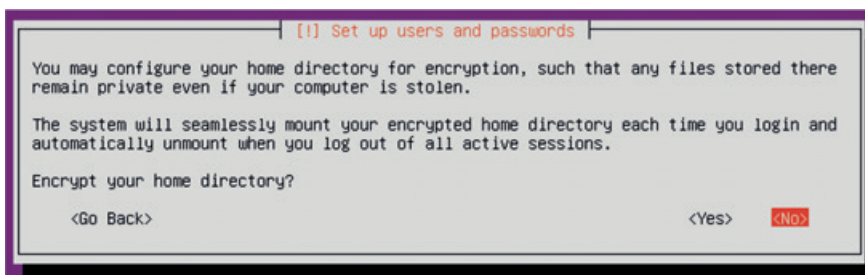 [!] Set up users and passwords
You may configure your home directory for encryption, such that any files stored there
remain private even if your computer is stolen.
The system will seamlessly mount your encrypted home directory each time you login and
automatically unmount when you log out of all active sessions.
Encrypt your home directory?
<Go Back> <Yes> <No>